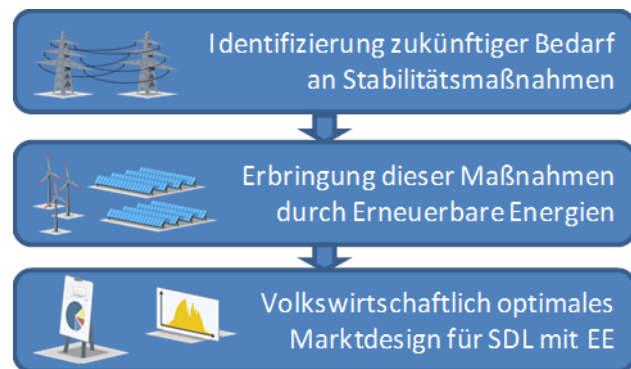 Identifizierung zukünftiger Bedarf
an Stabilitätsmaßnahmen
Erbringung dieser Maßnahmen
durch Erneuerbare Energien
Volkswirtschaftlich optimales
Marktdesign für SDL mit EE